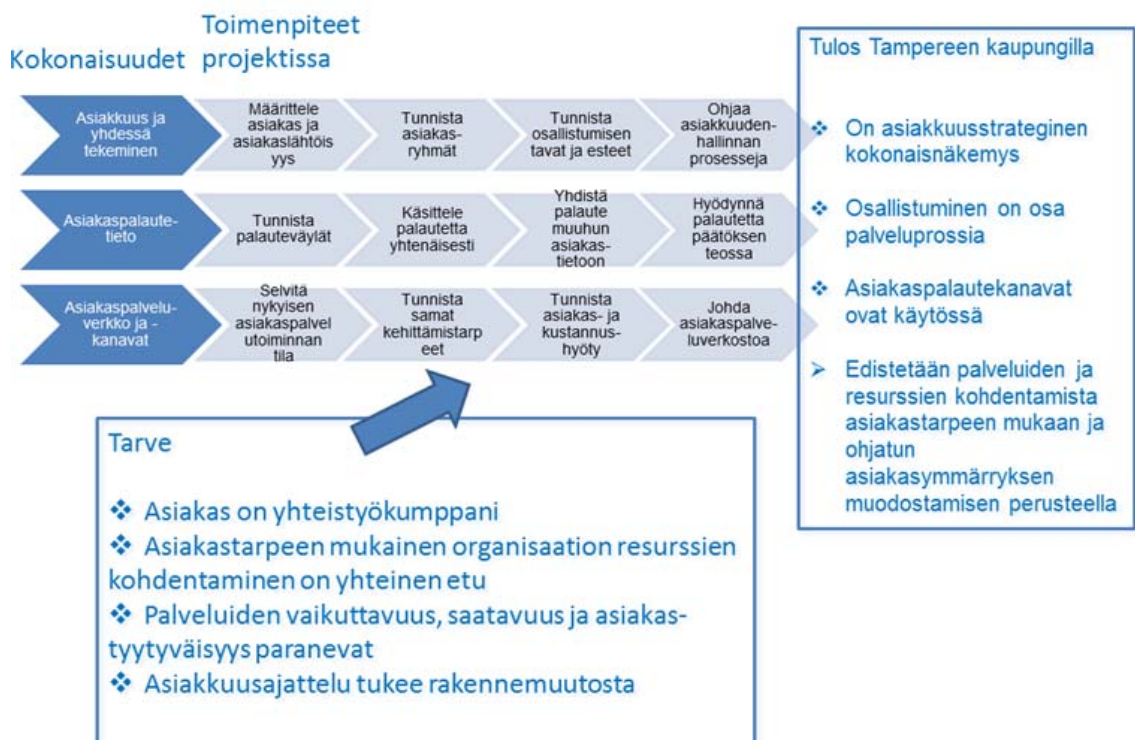 Kokonaisuudet
Toimenpiteet
projektissa
Asiakkuus ja
yhdessä
tekeminen
Määrittele
asiakas ja
asiakaslähtöis
yys
Tunnista
asiakas-
ryhmät
Tunnista
osallistumisen
tavat ja esteet
Ohjaa
asiakkuuden-
hallinnan
prosesseja
Asiakaspalaute-
tieto
Tunnista
palauteväylät
Käsittele
palautetta
yhtenäisesti
Yhdistä
palaute
muuhun
asiakas-
tietoon
Hyödynnä
palautetta
päätöksen
teossa
Asiakaspalvelu-
verkko ja -
kanavat
Selvitä
nykyisen
asiakaspalvel
utoiminnan
tila
Tunnista
samat
kehittämistarp
eet
Tunnista
asiakas- ja
kustannus-
hyöty
Johda
asiakaspalve-
luverkostoa
Tulos Tampereen kaupungilla
❖ On asiakkuusstrateginen
kokonaisnäkemys
❖ Osallistuminen on osa
palveluprossia
❖ Asiakaspalautekanavat
ovat käytössä
➢ Edistetään palveluiden ja
resurssien kohdentamista
asiakastarpeen mukaan ja
ohjatun
asiakasymmärryksen
muodostamisen perusteella
Tarve
❖ Asiakas on yhteistyökumppani
❖ Asiakastarpeen mukainen organisaation resurssien
kohdentaminen on yhteinen etu
❖ Palveluiden vaikuttavuus, saatavuus ja asiakas-
tyytyväisyys paranevat
❖ Asiakkuusajattelu tukee rakennemuutosta